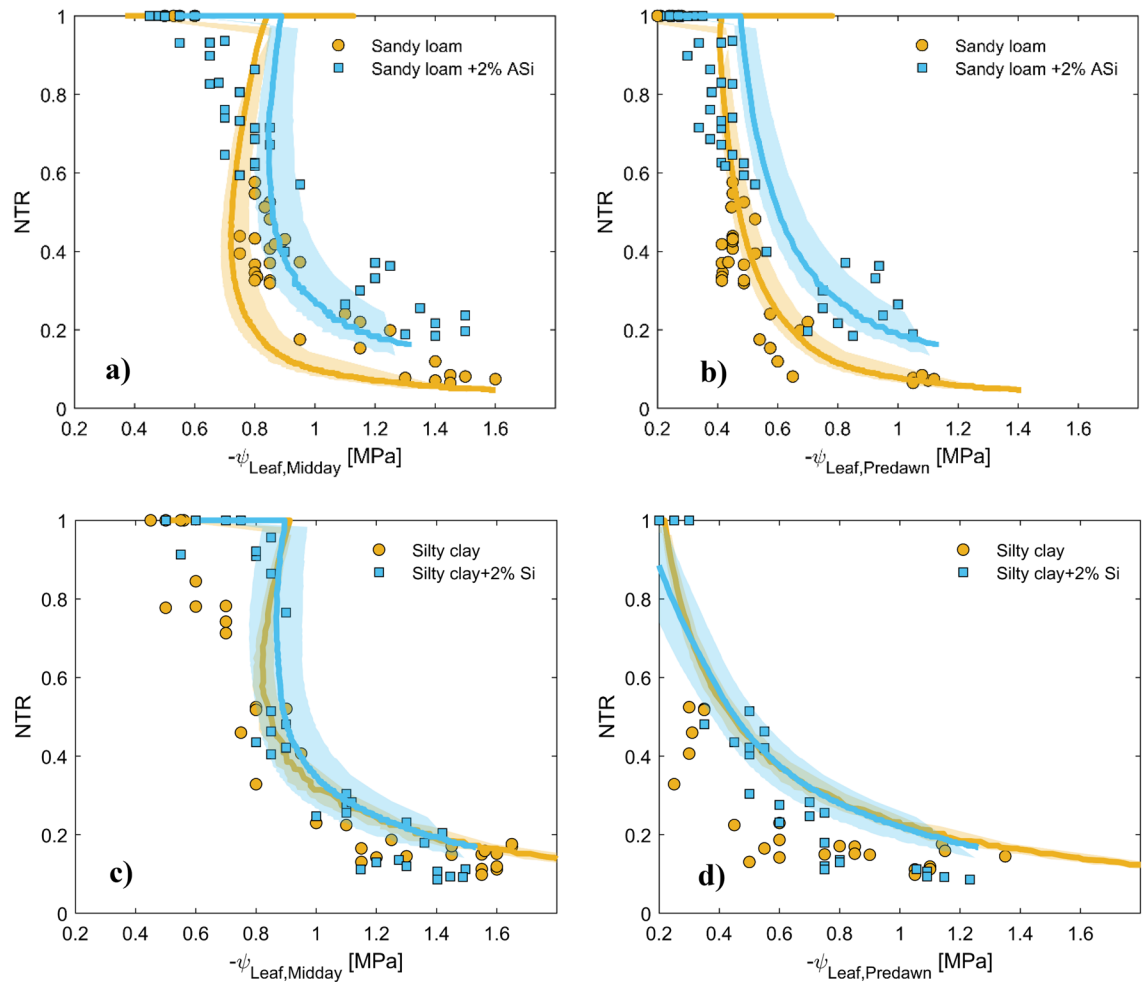 1
0.8
0.6
0.4
0.2
0
NTR
Sandy loam
Sandy loam +2% ASi
a)
0.2 0.4 0.6 0.8 1 1.2 1.4 1.6
-ψLeaf,Midday [MPa]
1
0.8
0.6
0.4
0.2
0
NTR
Sandy loam
Sandy loam +2% ASi
b)
0.2 0.4 0.6 0.8 1 1.2 1.4 1.6
-ψLeaf,Predawn [MPa]
1
0.8
0.6
0.4
0.2
0
NTR
Silty clay
Silty clay+2% Si
c)
0.2 0.4 0.6 0.8 1 1.2 1.4 1.6
-ψLeaf,Midday [MPa]
1
0.8
0.6
0.4
0.2
0
NTR
Silty clay
Silty clay+2% Si
d)
0.2 0.4 0.6 0.8 1 1.2 1.4 1.6
-ψLeaf,Predawn [MPa]